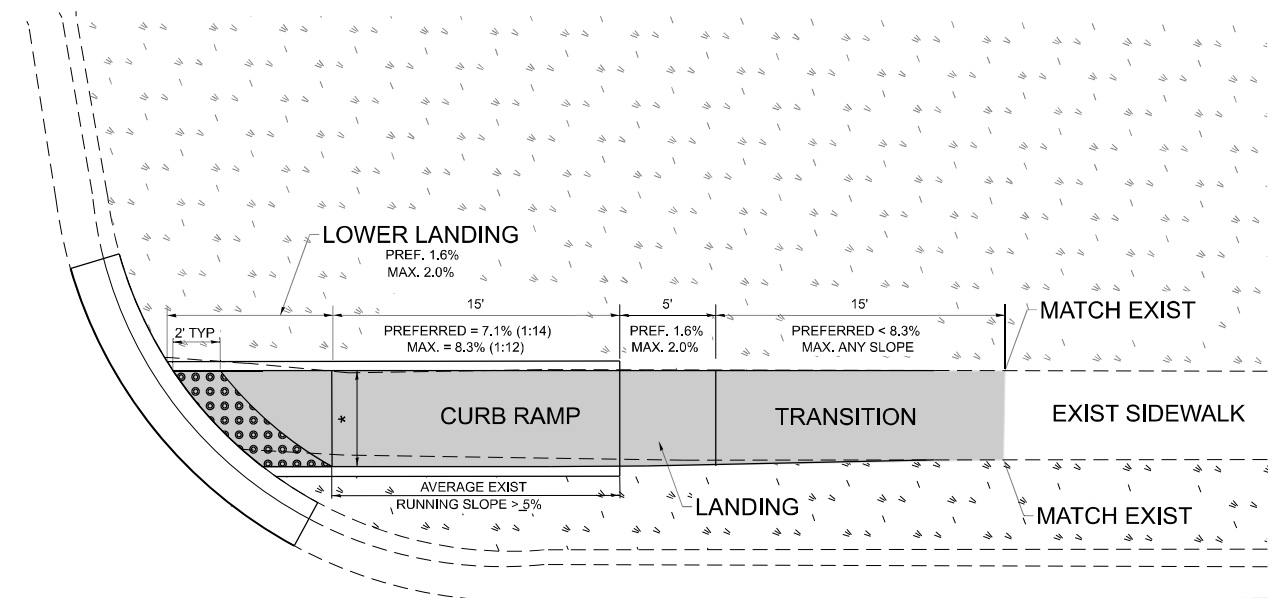 LOWER LANDING
PREF. 1.6%
MAX. 2.0%
15'
5'
15'
MATCH EXIST
2' TYP
PREFERRED = 7.1% (1:14)
MAX. = 8.3% (1:12)
PREF. 1.6%
MAX. 2.0%
PREFERRED < 8.3%
MAX. ANY SLOPE
*
CURB RAMP
TRANSITION
EXIST SIDEWALK
AVERAGE EXIST
RUNNING SLOPE > 5%
LANDING
MATCH EXIST